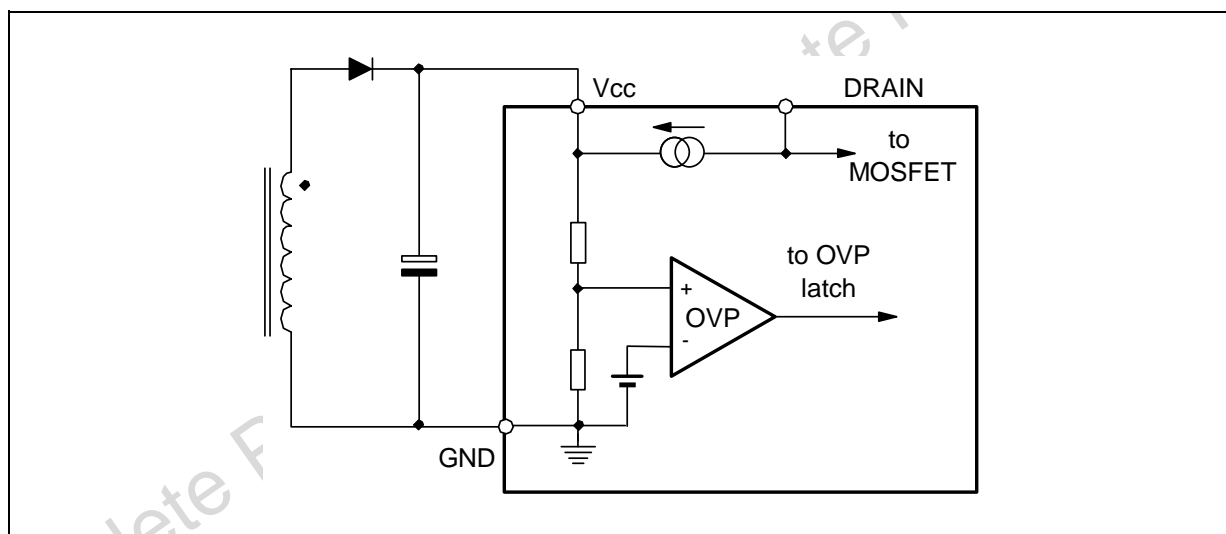 Vcc
DRAIN
to
MOSFET
to OVP
latch
+
OVP
-
GND